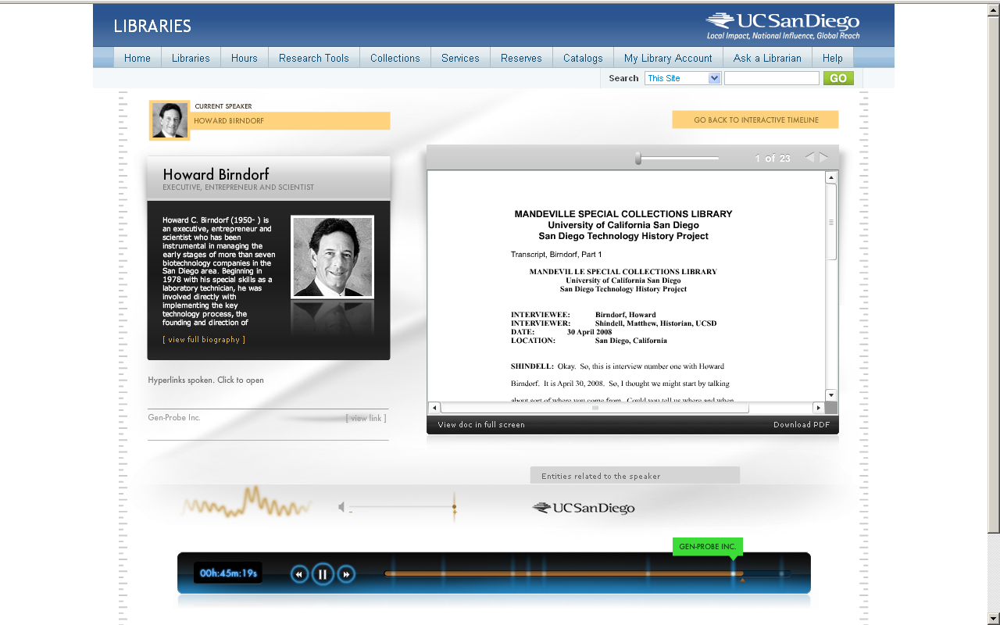 LIBRARIES
UC San Diego
Local Impact, National Influence, Global Reach
Home Libraries Hours Research Tools Collections Services Reserves Catalogs My Library Account Ask a Librarian Help
Search This Site GO
CURRENT SPEAKER
HOWARD BIRNDORF
GO BACK TO INTERACTIVE TIMELINE
Howard Birndorf
EXECUTIVE, ENTREPRENEUR AND SCIENTIST
Howard C. Birndorf (1950- ) is
an executive, entrepreneur and
scientist who has been
instrumental in managing the
early stages of more than seven
biotechnology companies in the
San Diego area. Beginning in
1978 with his special skills as a
laboratory technician, he was
involved directly with
implementing the key
technology process, the
founding and direction of
[ view full biography ]
Hyperlinks spoken. Click to open
Gen-Probe Inc. [ view link ]
1 of 23
MANDEVILLE SPECIAL COLLECTIONS LIBRARY
University of California San Diego
San Diego Technology History Project
Transcript, Birndorf, Part 1
MANDEVILLE SPECIAL COLLECTIONS LIBRARY
University of California San Diego
San Diego Technology History Project
INTERVIEWEE: Birndorf, Howard
INTERVIEWER: Shindell, Matthew, Historian, UCSD
DATE: 30 April 2008
LOCATION: San Diego, California
SHINDELL: Okay. So, this is interview number one with Howard
Birndorf. It is April 30, 2008. So, I thought we might start by talking
about sort of where you come from. Could you tell us where and when
View doc in full screen Download PDF
Entities related to the speaker
UC San Diego
GEN-PROBE INC.
00h:45m:19s